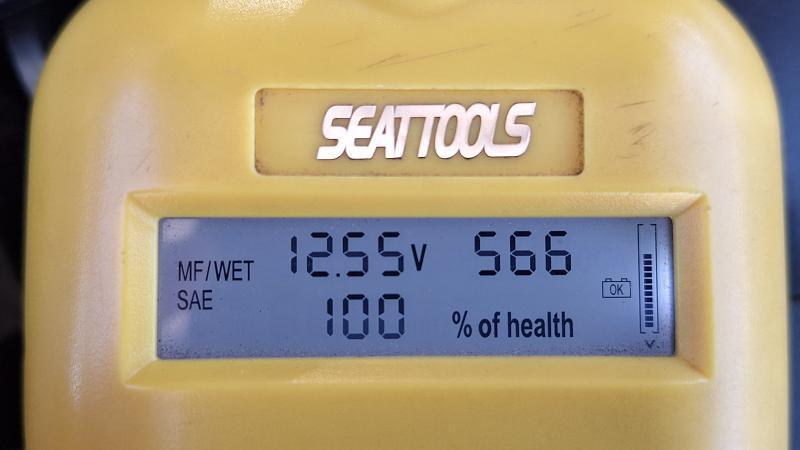 SEATTOOLS
MF/WET 12.55V 566
SAE 100 % of health
OK